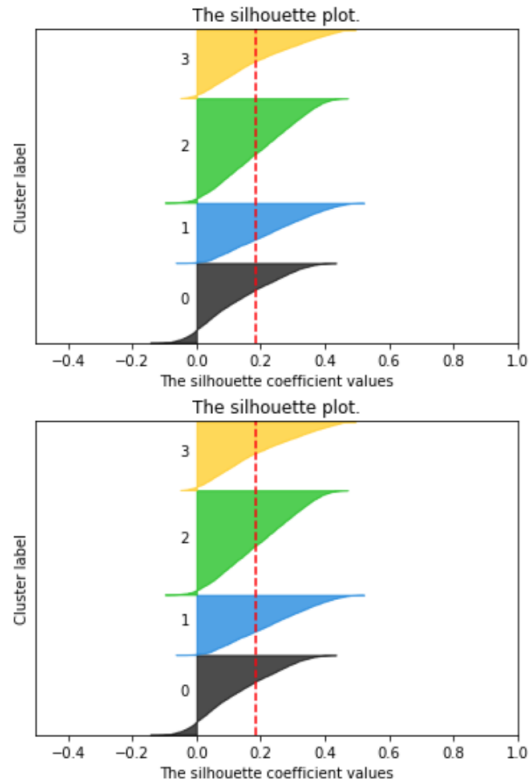 The silhouette plot.
3
2
1
0
Cluster label
−0.4 −0.2 0.0 0.2 0.4 0.6 0.8 1.0
The silhouette coefficient values
The silhouette plot.
3
2
1
0
Cluster label
−0.4 −0.2 0.0 0.2 0.4 0.6 0.8 1.0
The silhouette coefficient values